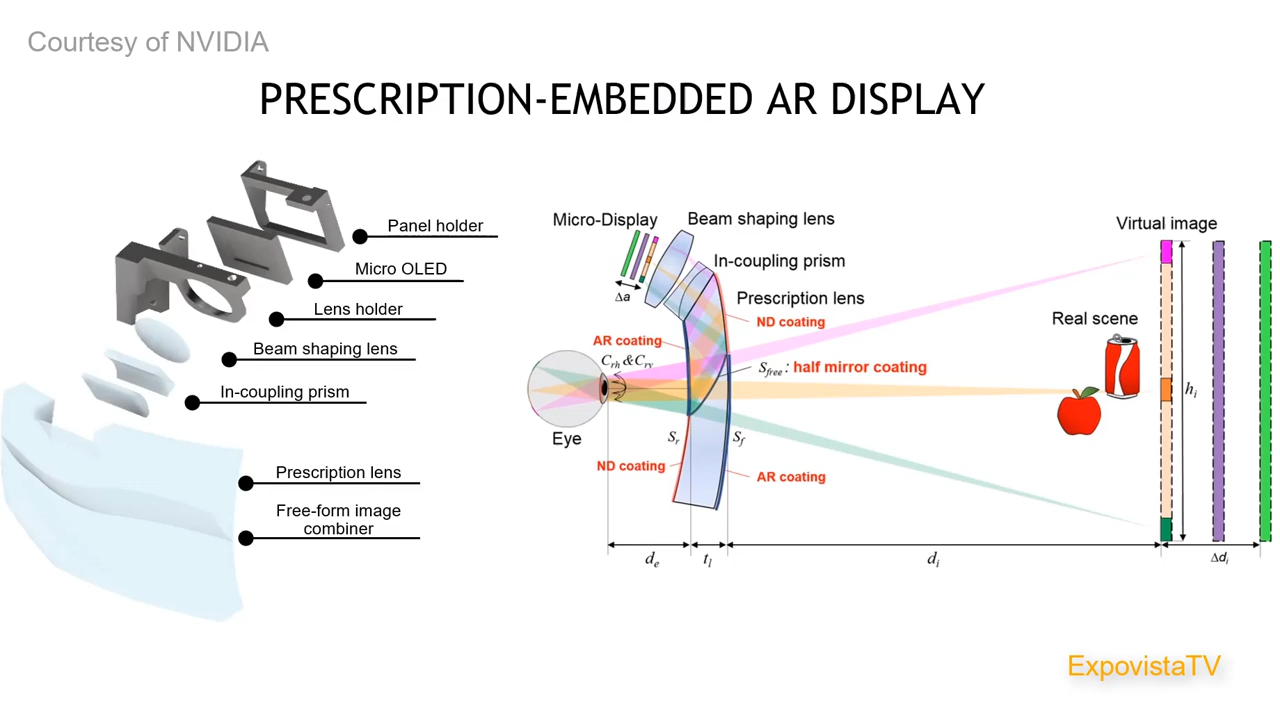 Courtesy of NVIDIA
PRESCRIPTION-EMBEDDED AR DISPLAY
Panel holder
Micro OLED
Lens holder
Beam shaping lens
In-coupling prism
Prescription lens
Free-form image
combiner
Micro-Display
Beam shaping lens
Virtual image
In-coupling prism
Δa
Prescription lens
Real scene
ND coating
AR coating
C_rh & C_rv
S_free : half mirror coating
h_i
Eye
S_r
S_f
ND coating
AR coating
d_e
t_l
d_i
Δd_i
ExpovistaTV